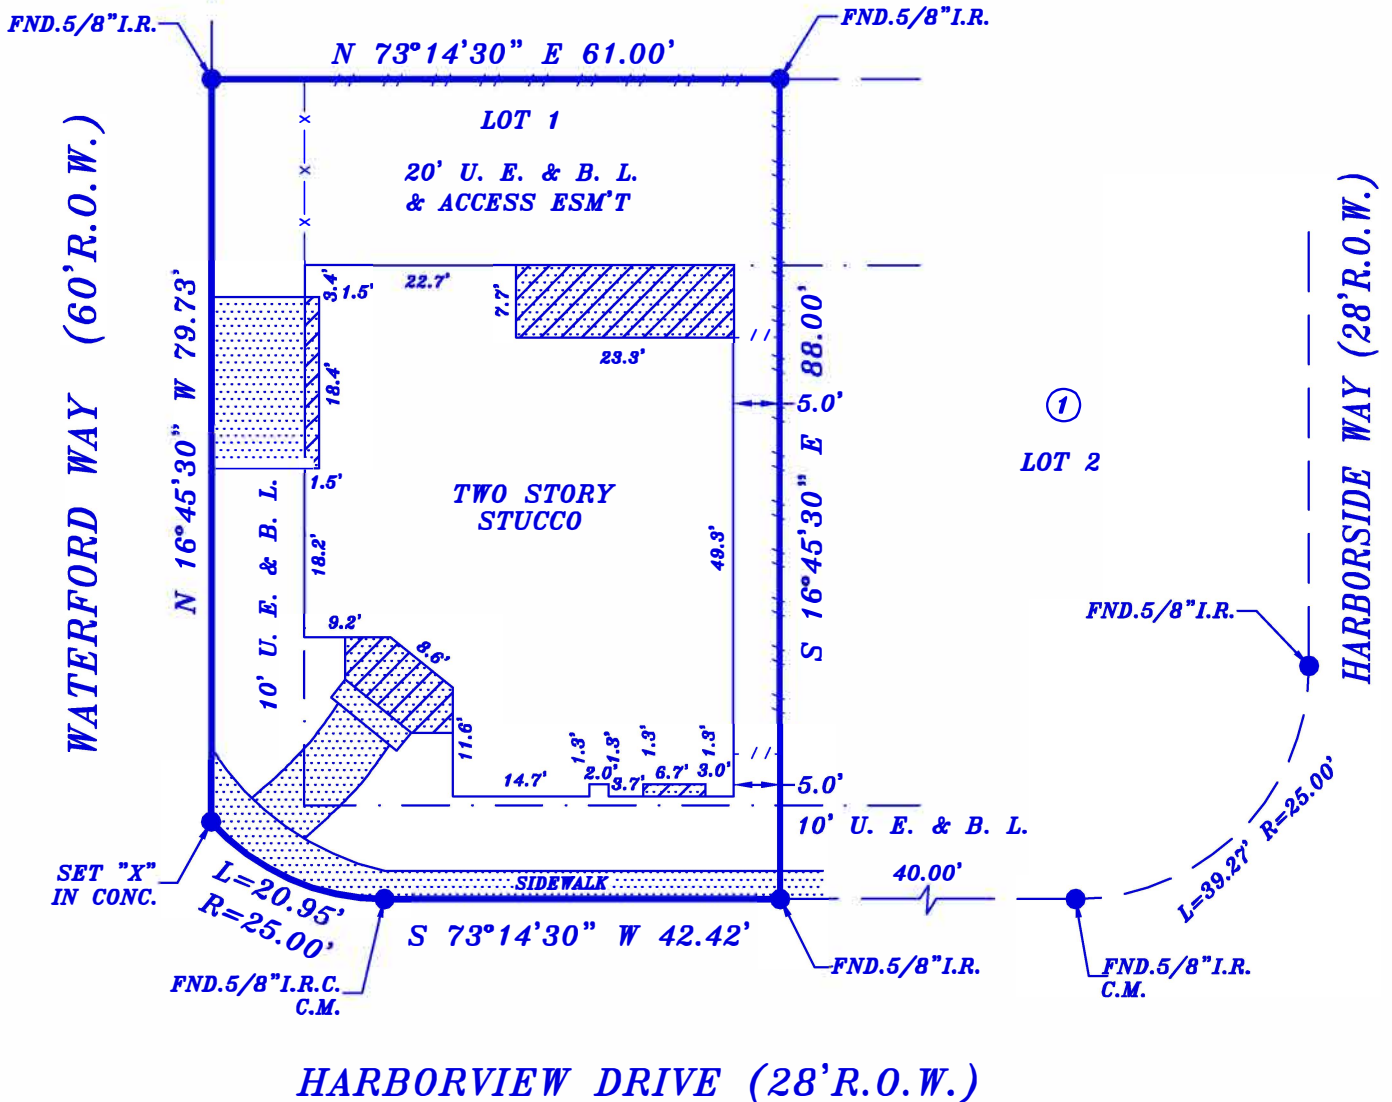 FND.5/8"I.R.
FND.5/8"I.R.
N 73°14'30" E 61.00'
LOT 1
20' U. E. & B. L.
& ACCESS ESM'T
WATERFORD WAY (60'R.O.W.)
N 16°45'30" W 79.73'
3.4'
1.5'
22.7'
7.7'
23.3'
18.4'
1.5'
10' U. E. & B. L.
18.2'
TWO STORY
STUCCO
49.3'
S 16°45'30" E 88.00'
5.0'
1
LOT 2
HARBORSIDE WAY (28'R.O.W.)
FND.5/8"I.R.
9.2'
8.6'
11.6'
14.7'
1.3'
2.0'
1.3'
3.7'
1.3'
6.7'
1.3'
3.0'
5.0'
10' U. E. & B. L.
40.00'
L=39.27' R=25.00'
SET "X"
IN CONC.
L=20.95'
R=25.00'
SIDEWALK
S 73°14'30" W 42.42'
FND.5/8"I.R.C.
C.M.
FND.5/8"I.R.
FND.5/8"I.R.
C.M.
HARBORVIEW DRIVE (28'R.O.W.)